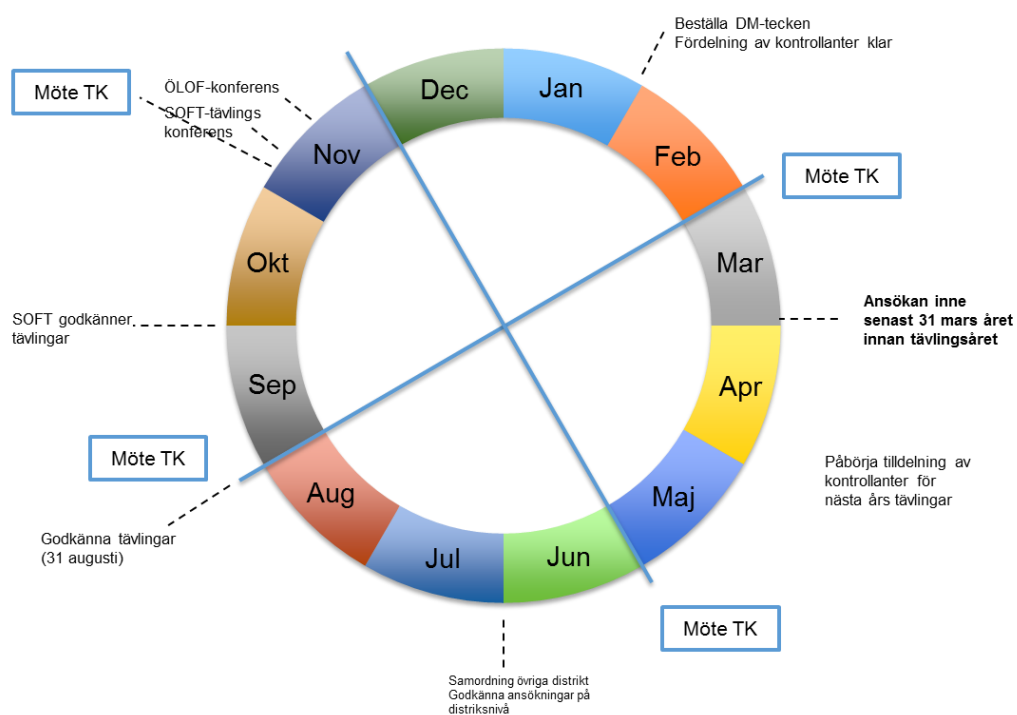 Beställa DM-tecken
Fördelning av kontrollanter klar
Möte TK
ÖLOF-konferens
SOFT-tävlings
konferens
Dec
Jan
Nov
Feb
Möte TK
Okt
Mar
SOFT godkänner
tävlingar
Ansökan inne
senast 31 mars året
innan tävlingsåret
Sep
Apr
Möte TK
Påbörja tilldelning av
kontrollanter för
nästa års tävlingar
Aug
Maj
Godkänna tävlingar
(31 augusti)
Jul
Jun
Möte TK
Samordning övriga distrikt
Godkänna ansökningar på
distriksnivå